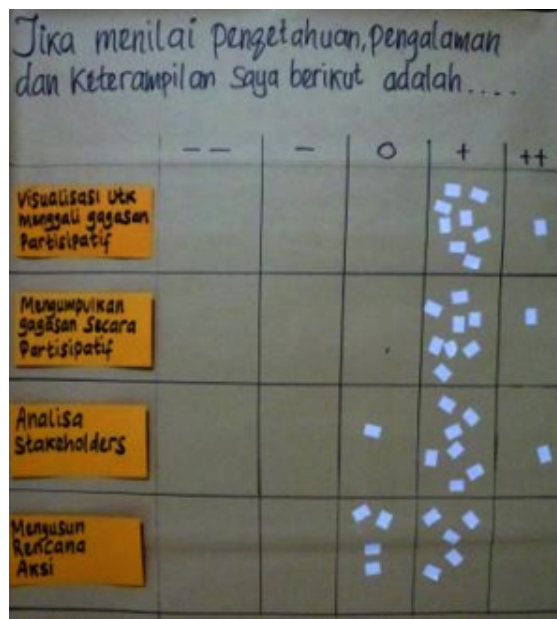 Jika menilai Pengetahuan, Pengalaman
dan Keterampilan Saya berikut adalah....
-- - 0 + ++
Visualisasi Utk
Menggali gagasan
Partisipatif
Mengumpulkan
gagasan Secara
Partisipatif
Analisa
Stakeholders
Menyusun
Rencana
Aksi